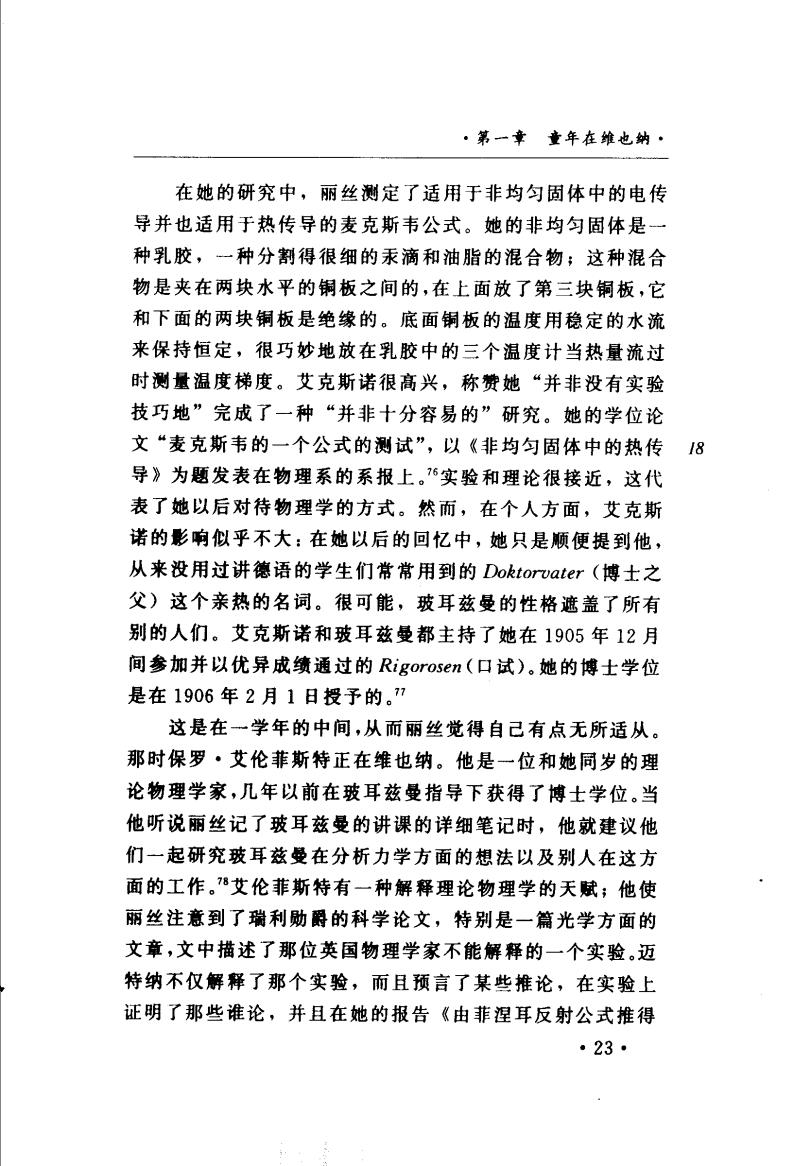 ·第一章　童年在维也纳·
在她的研究中，丽丝测定了适用于非均匀固体中的电传
导并也适用于热传导的麦克斯韦公式。她的非均匀固体是一
种乳胶，一种分割得很细的汞滴和油脂的混合物；这种混合
物是夹在两块水平的铜板之间的，在上面放了第三块铜板，它
和下面的两块铜板是绝缘的。底面铜板的温度用稳定的水流
来保持恒定，很巧妙地放在乳胶中的三个温度计当热量流过
时测量温度梯度。艾克斯诺很高兴，称赞她“并非没有实验
技巧地”完成了一种“并非十分容易的”研究。她的学位论
文“麦克斯韦的一个公式的测试”，以《非均匀固体中的热传 18
导》为题发表在物理系的系报上。76实验和理论很接近，这代
表了她以后对待物理学的方式。然而，在个人方面，艾克斯
诺的影响似乎不大：在她以后的回忆中，她只是顺便提到他，
从来没用过讲德语的学生们常常用到的 Doktorvater（博士之
父）这个亲热的名词。很可能，玻耳兹曼的性格遮盖了所有
别的人们。艾克斯诺和玻耳兹曼都主持了她在 1905 年 12 月
间参加并以优异成绩通过的 Rigorosen（口试）。她的博士学位
是在 1906 年 2 月 1 日授予的。77
这是在一学年的中间，从而丽丝觉得自己有点无所适从。
那时保罗·艾伦菲斯特正在维也纳。他是一位和她同岁的理
论物理学家，几年以前在玻耳兹曼指导下获得了博士学位。当
他听说丽丝记了玻耳兹曼的讲课的详细笔记时，他就建议他
们一起研究玻耳兹曼在分析力学方面的想法以及别人在这方
面的工作。78艾伦菲斯特有一种解释理论物理学的天赋；他使
丽丝注意到了瑞利勋爵的科学论文，特别是一篇光学方面的
文章，文中描述了那位英国物理学家不能解释的一个实验。迈
特纳不仅解释了那个实验，而且预言了某些推论，在实验上
证明了那些谁论，并且在她的报告《由菲涅耳反射公式推得
·23·